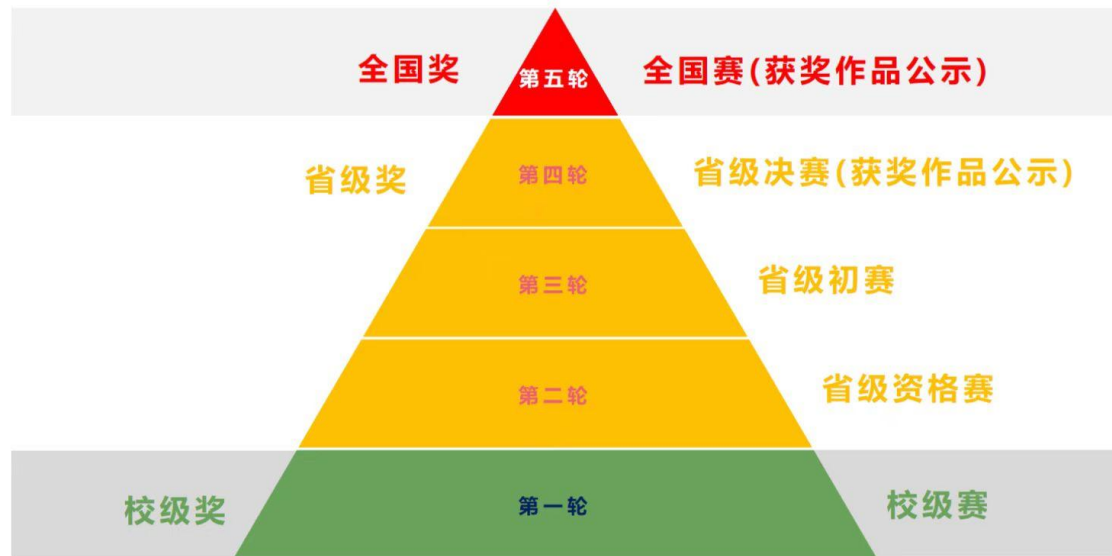 全国奖
第五轮
全国赛(获奖作品公示)
省级奖
第四轮
省级决赛(获奖作品公示)
第三轮
省级初赛
第二轮
省级资格赛
校级奖
第一轮
校级赛